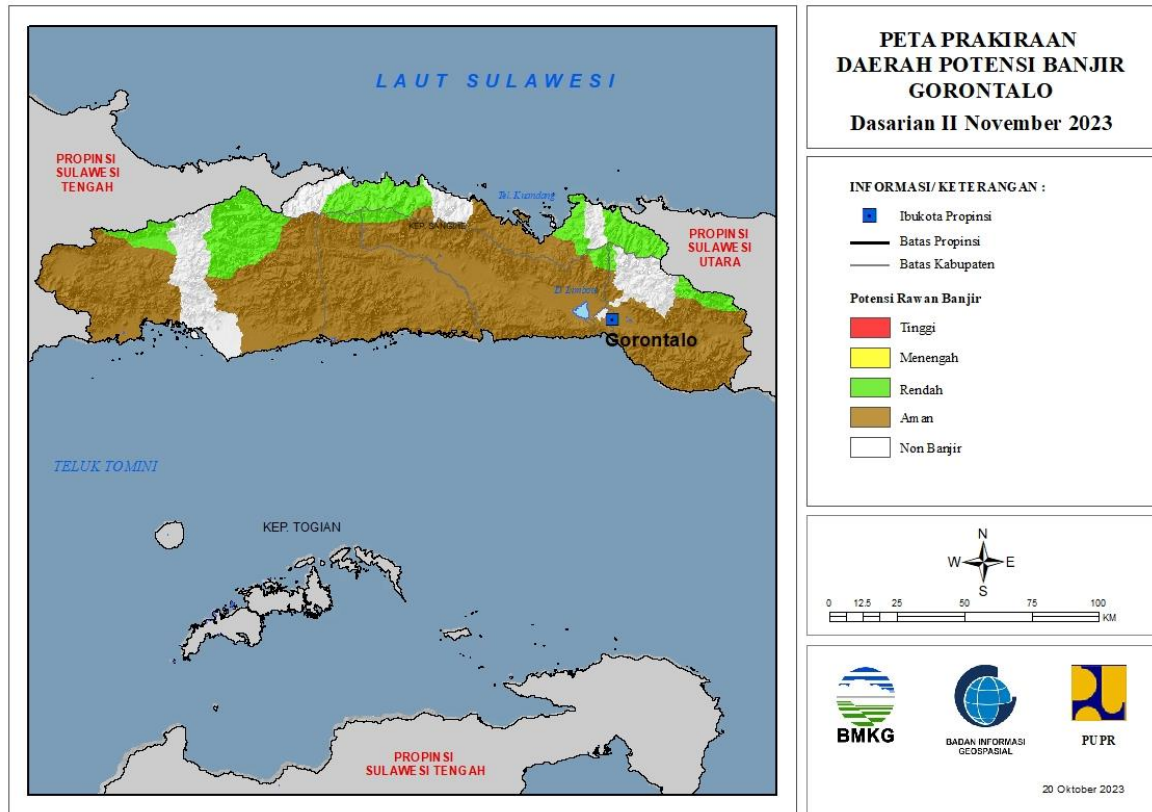 LAUT SULAWESI
PROPINSI
SULAWESI
TENGAH
Tel. Kuandang
KEP. SANGIHE
PROPINSI
SULAWESI
UTARA
D. Limboto
Gorontalo
TELUK TOMINI
KEP. TOGIAN
PROPINSI
SULAWESI TENGAH
PETA PRAKIRAAN
DAERAH POTENSI BANJIR
GORONTALO
Dasarian II November 2023
INFORMASI/ KETERANGAN :
Ibukota Propinsi
Batas Propinsi
Batas Kabupaten
Potensi Rawan Banjir
Tinggi
Menengah
Rendah
Aman
Non Banjir
N
W E
S
0 12.5 25 50 75 100
KM
BMKG
BADAN INFORMASI
GEOSPASIAL
PUPR
20 Oktober 2023